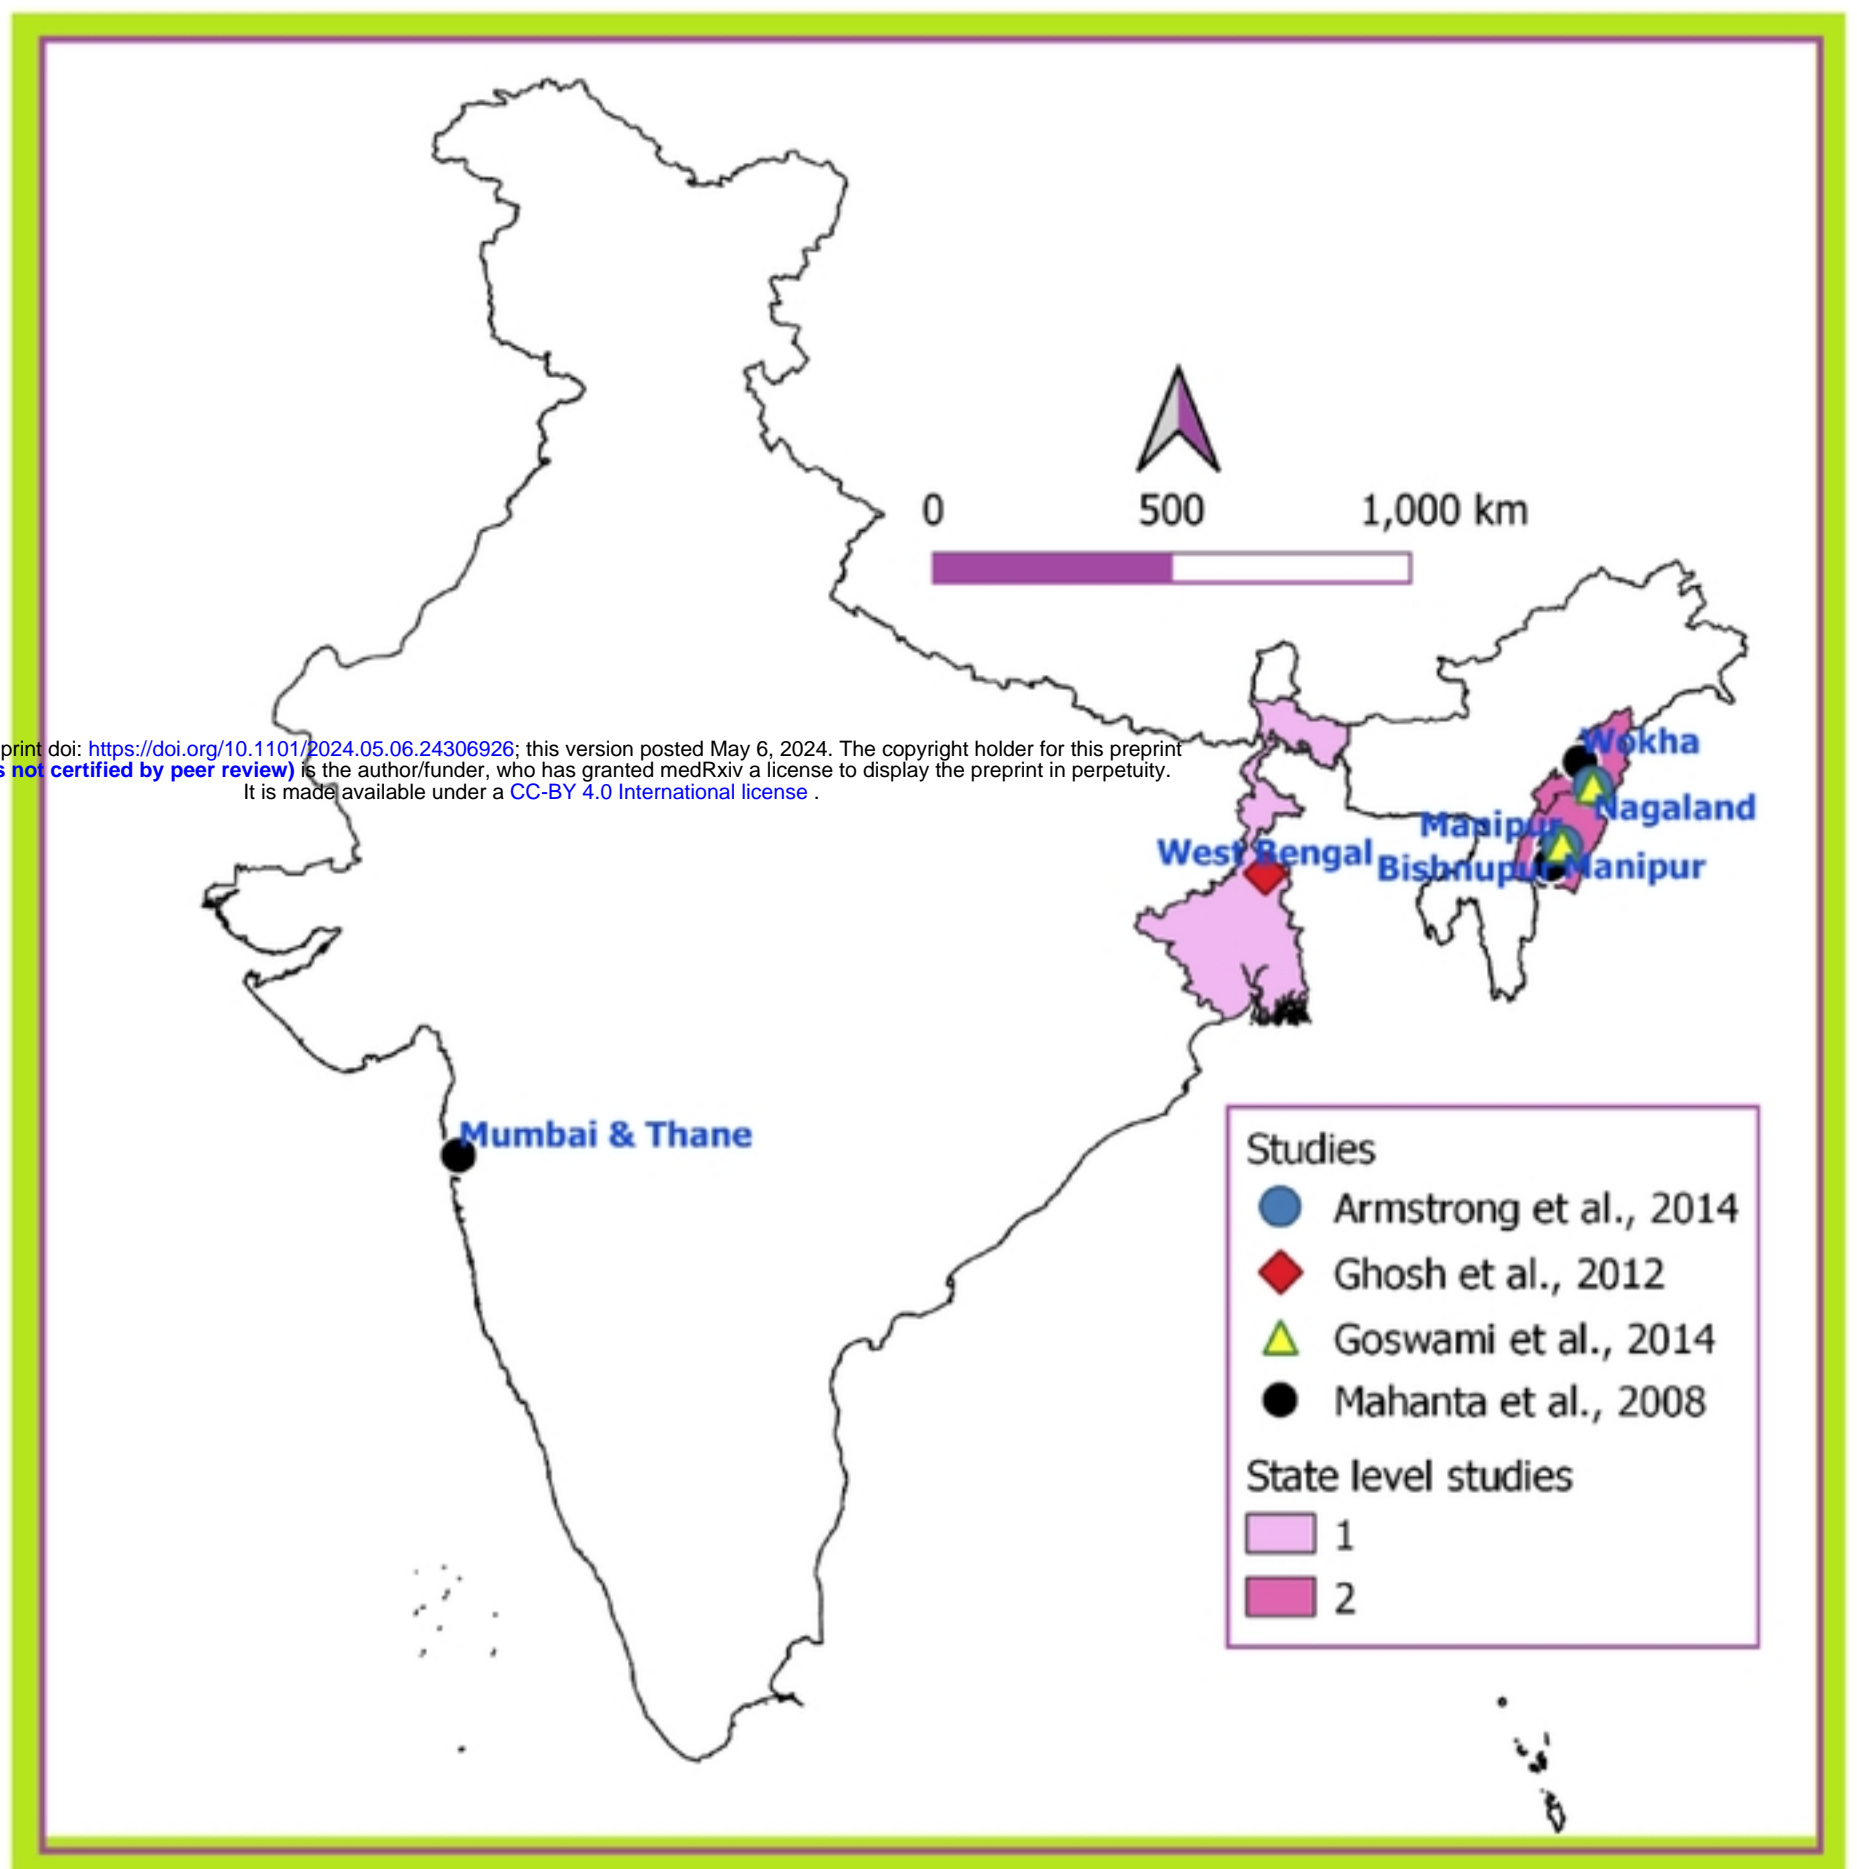 0 500 1,000 km
print doi: https://doi.org/10.1101/2024.05.06.24306926; this version posted May 6, 2024. The copyright holder for this preprint
s not certified by peer review) is the author/funder, who has granted medRxiv a license to display the preprint in perpetuity.
It is made available under a CC-BY 4.0 International license .
Wokha
Nagaland
Manipur
West Bengal
Bishnupur
Manipur
Mumbai & Thane
Studies
Armstrong et al., 2014
Ghosh et al., 2012
Goswami et al., 2014
Mahanta et al., 2008
State level studies
1
2